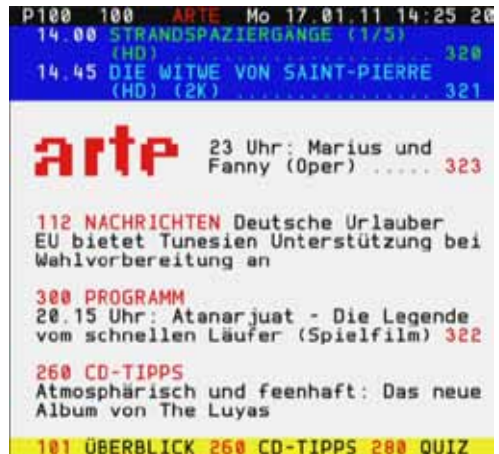 P100 100 ARTE Mo 17.01.11 14:25 20
14.00 STRANDSPAZIERGÄNGE (1/5)
(HD) ................... 320
14.45 DIE WITWE VON SAINT-PIERRE
(HD) (2K) .............. 321
arte
23 Uhr: Marius und
Fanny (Oper) ..... 323
112 NACHRICHTEN Deutsche Urlauber
EU bietet Tunesien Unterstützung bei
Wahlvorbereitung an
300 PROGRAMM
20.15 Uhr: Atanarjuat - Die Legende
vom schnellen Läufer (Spielfilm) 322
260 CD-TIPPS
Atmosphärisch und feenhaft: Das neue
Album von The Luyas
101 ÜBERBLICK 260 CD-TIPPS 280 QUIZ